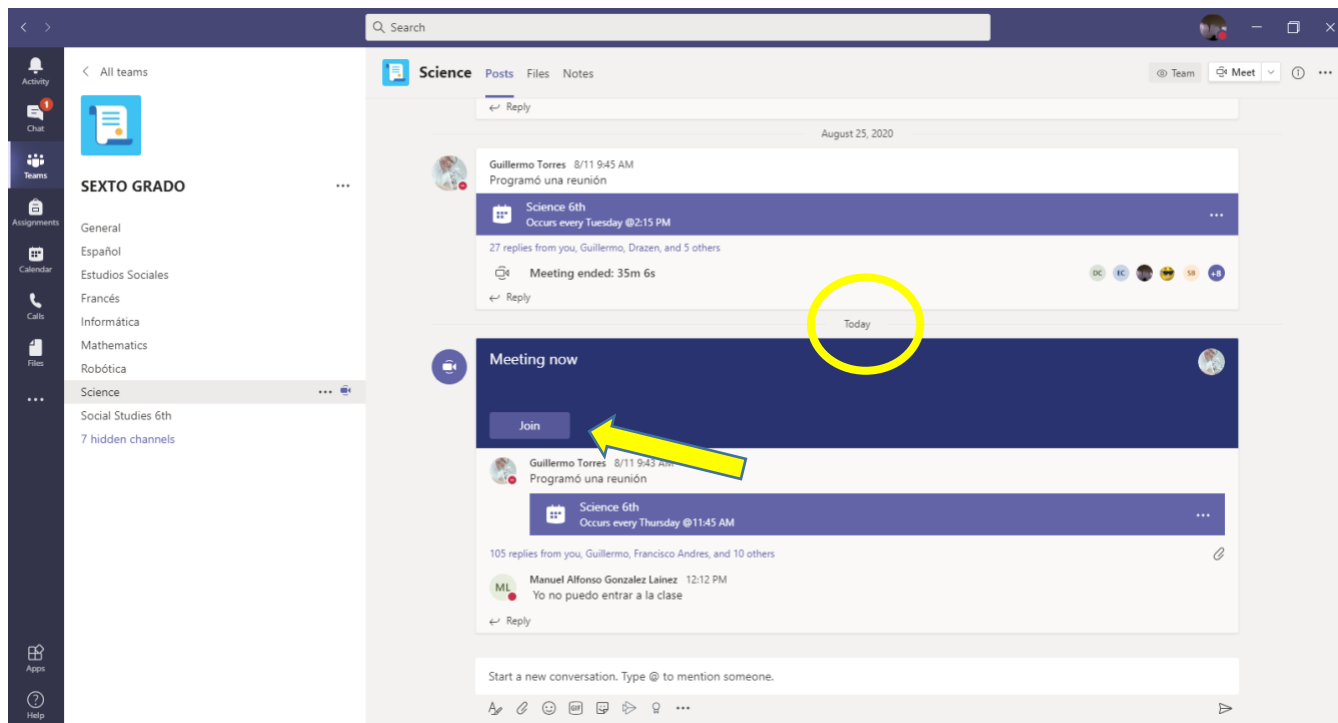 Search
Activity
1
Chat
Teams
Assignments
Calendar
Calls
Files
Apps
Help
All teams
SEXTO GRADO
General
Español
Estudios Sociales
Francés
Informática
Mathematics
Robótica
Science
Social Studies 6th
7 hidden channels
Science Posts Files Notes
Team Meet
Reply
August 25, 2020
Guillermo Torres 8/11 9:45 AM
Programó una reunión
Science 6th
Occurs every Tuesday @2:15 PM
27 replies from you, Guillermo, Drazen, and 5 others
Meeting ended: 35m 6s DC EC SB +8
Reply
Today
Meeting now
Join
Guillermo Torres 8/11 9:43 AM
Programó una reunión
Science 6th
Occurs every Thursday @11:45 AM
105 replies from you, Guillermo, Francisco Andres, and 10 others
ML Manuel Alfonso Gonzalez Lainez 12:12 PM
Yo no puedo entrar a la clase
Reply
Start a new conversation. Type @ to mention someone.
GIF